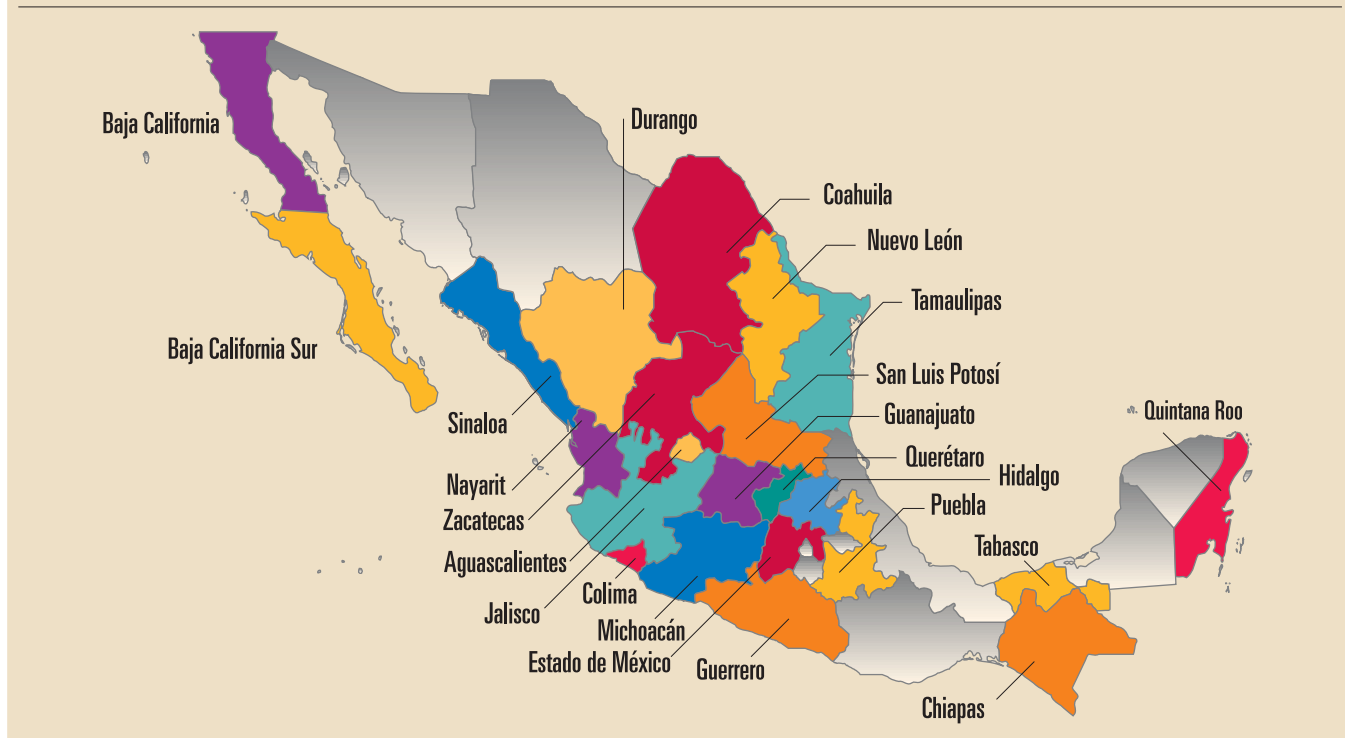 Baja California
Durango
Coahuila
Nuevo León
Tamaulipas
Baja California Sur
San Luis Potosí
Sinaloa
Guanajuato
Quintana Roo
Querétaro
Hidalgo
Nayarit
Puebla
Zacatecas
Tabasco
Aguascalientes
Colima
Jalisco
Michoacán
Estado de México
Guerrero
Chiapas